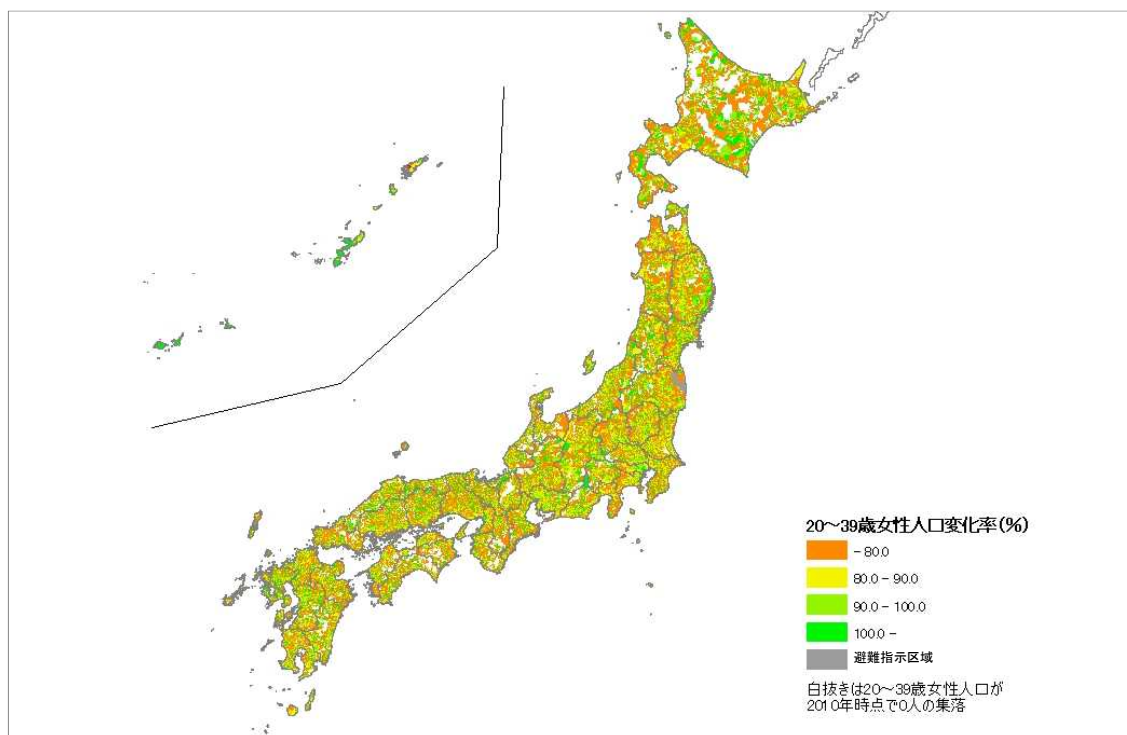 20～39歳女性人口変化率(%)
- 80.0
80.0 - 90.0
90.0 - 100.0
100.0 -
避難指示区域
白抜きは20～39歳女性人口が
2010年時点で0人の集落